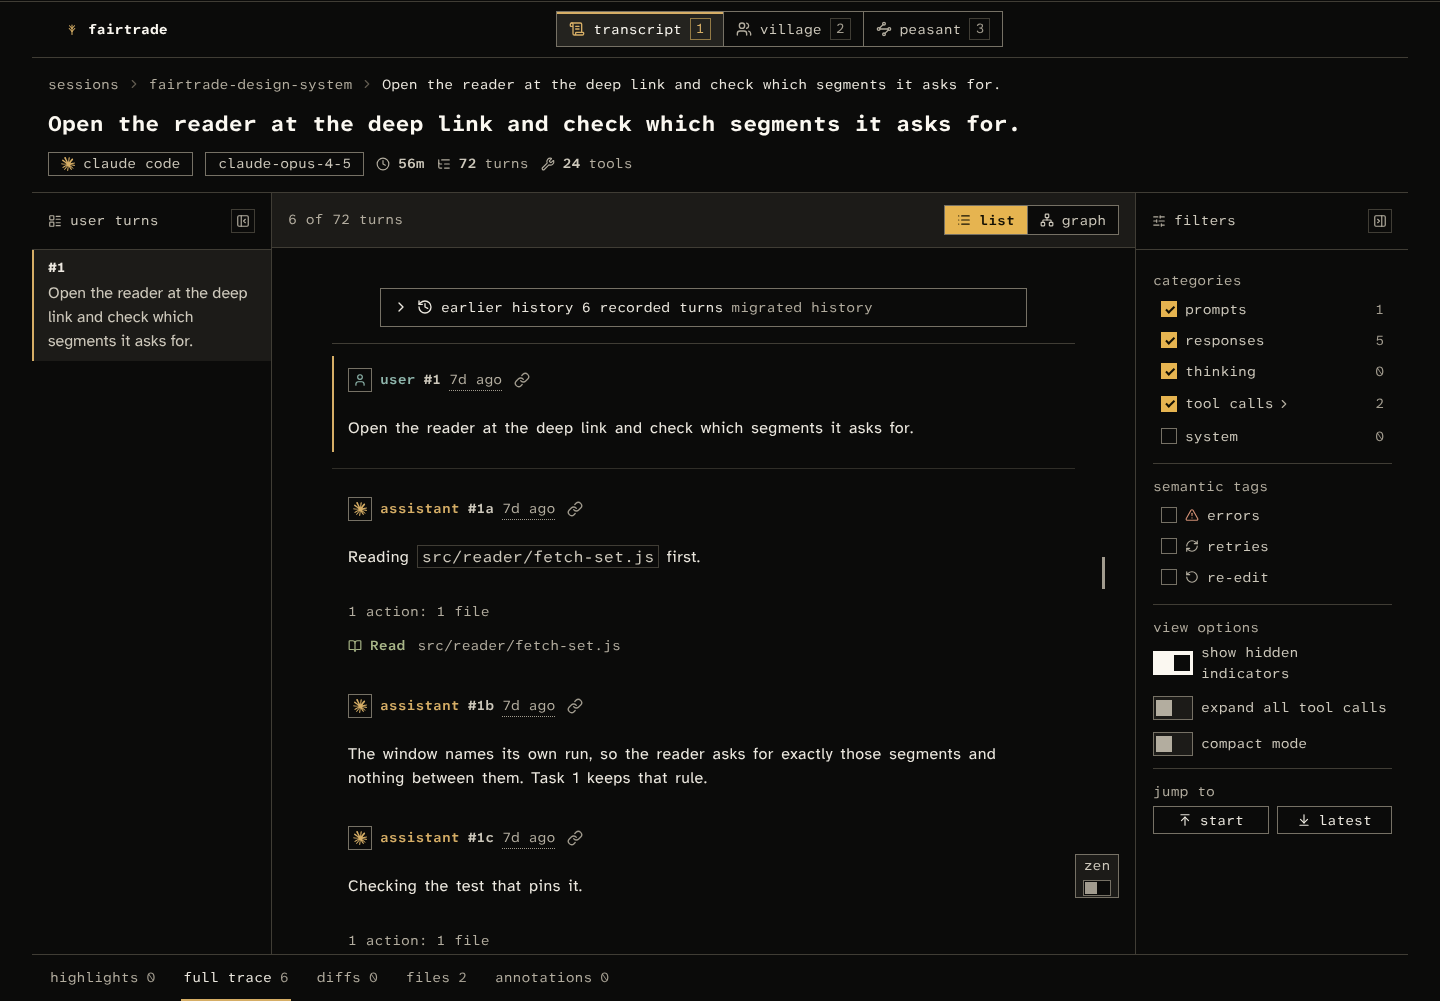 fairtrade
transcript 1
village 2
peasant 3
sessions > fairtrade-design-system > Open the reader at the deep link and check which segments it asks for.
Open the reader at the deep link and check which segments it asks for.
claude code
claude-opus-4-5
56m
72 turns
24 tools
user turns
#1
Open the reader at the deep
link and check which
segments it asks for.
6 of 72 turns
list
graph
earlier history 6 recorded turns migrated history
user #1 7d ago
Open the reader at the deep link and check which segments it asks for.
assistant #1a 7d ago
Reading src/reader/fetch-set.js first.
1 action: 1 file
Read src/reader/fetch-set.js
assistant #1b 7d ago
The window names its own run, so the reader asks for exactly those segments and
nothing between them. Task 1 keeps that rule.
assistant #1c 7d ago
Checking the test that pins it.
1 action: 1 file
zen
filters
categories
prompts 1
responses 5
thinking 0
tool calls > 2
system 0
semantic tags
errors
retries
re-edit
view options
show hidden
indicators
expand all tool calls
compact mode
jump to
start
latest
highlights 0
full trace 6
diffs 0
files 2
annotations 0